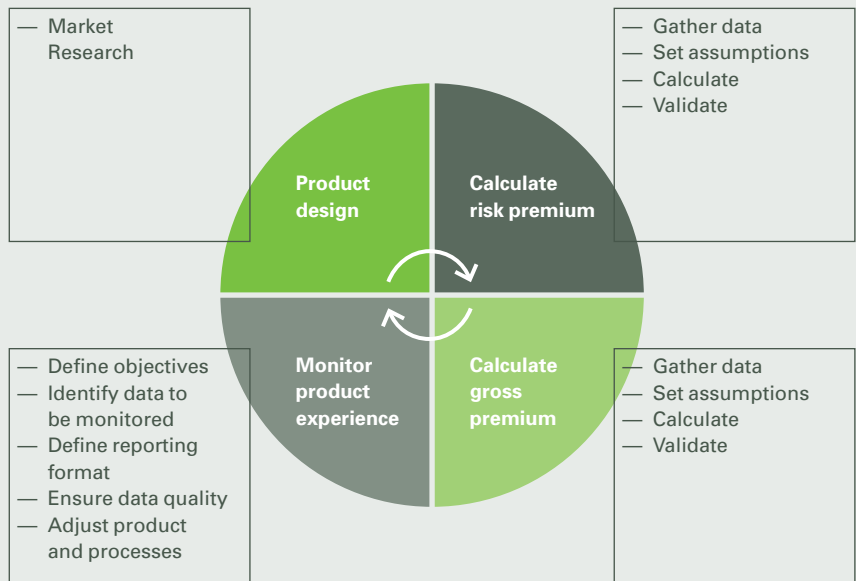 — Market
Research
— Gather data
— Set assumptions
— Calculate
— Validate
Product
design
Calculate
risk premium
Monitor
product
experience
Calculate
gross
premium
— Define objectives
— Identify data to
be monitored
— Define reporting
format
— Ensure data quality
— Adjust product
and processes
— Gather data
— Set assumptions
— Calculate
— Validate